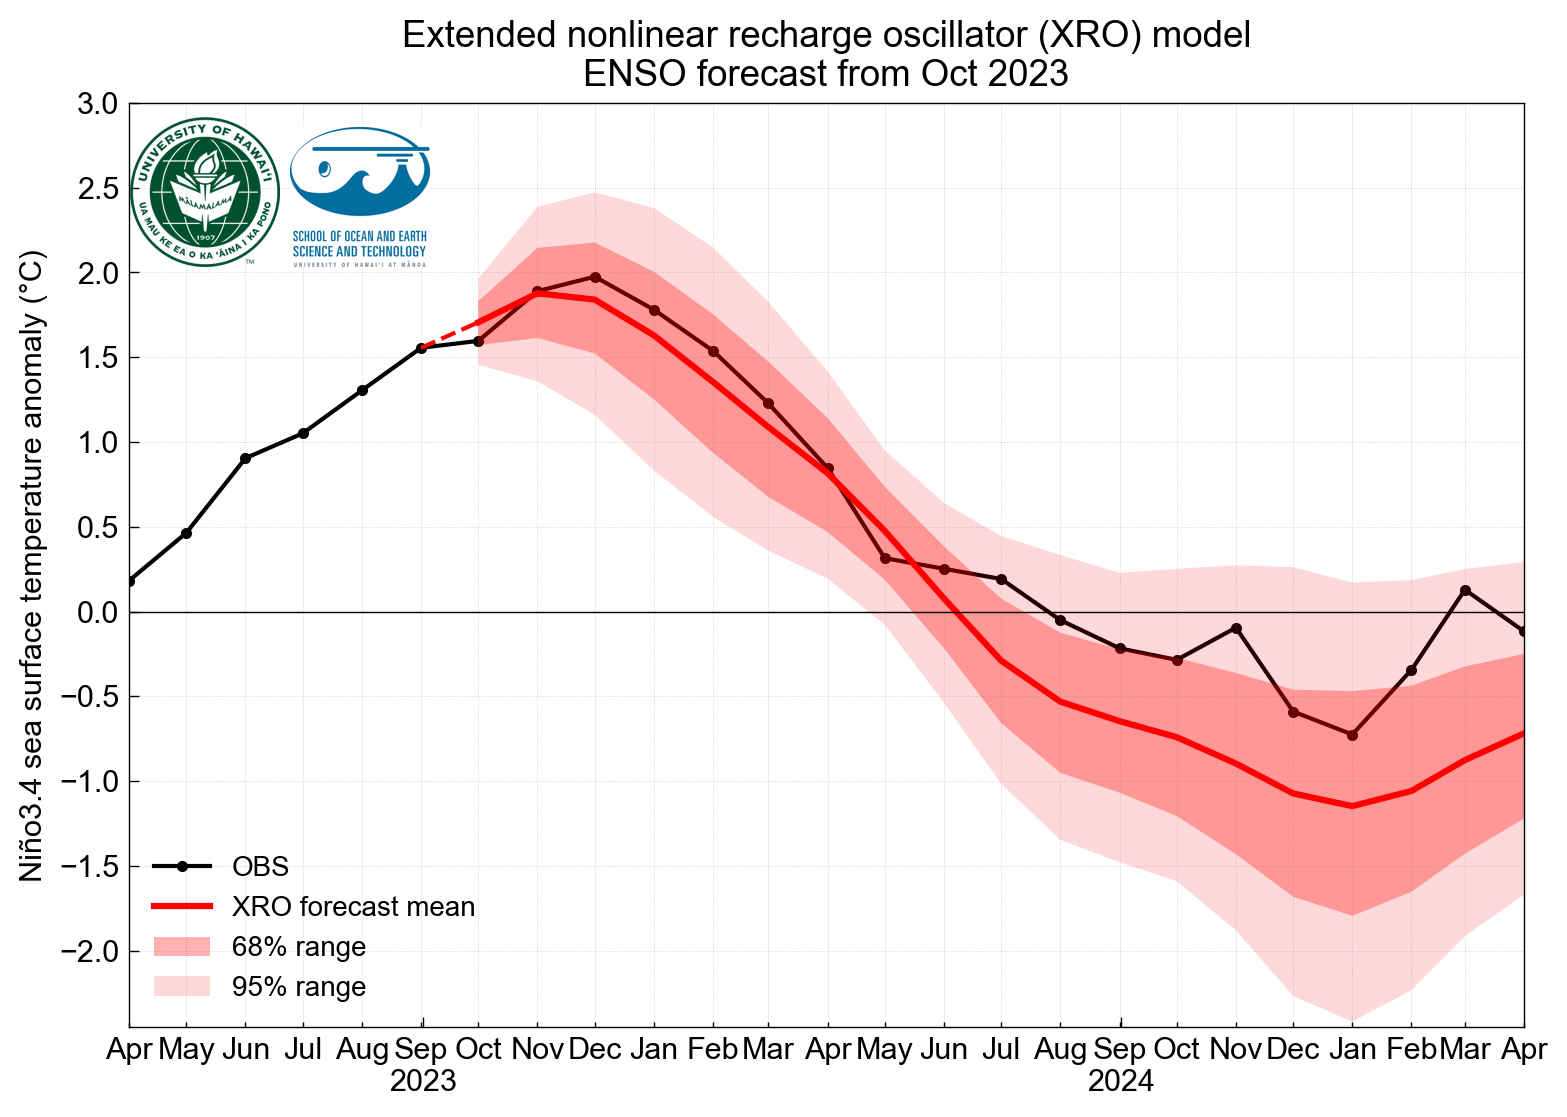 Extended nonlinear recharge oscillator (XRO) model
ENSO forecast from Oct 2023
UNIVERSITY OF HAWAI‘I
MĀLAMALAMA
1907
UA MAU KE EA O KA ʻĀINA I KA PONO
™
SCHOOL OF OCEAN AND EARTH
SCIENCE AND TECHNOLOGY
UNIVERSITY OF HAWAI‘I AT MĀNOA
Niño3.4 sea surface temperature anomaly (°C)
3.0
2.5
2.0
1.5
1.0
0.5
0.0
−0.5
−1.0
−1.5
−2.0
OBS
XRO forecast mean
68% range
95% range
Apr May Jun Jul Aug Sep Oct Nov Dec Jan Feb Mar Apr May Jun Jul Aug Sep Oct Nov Dec Jan Feb Mar Apr
2023 2024